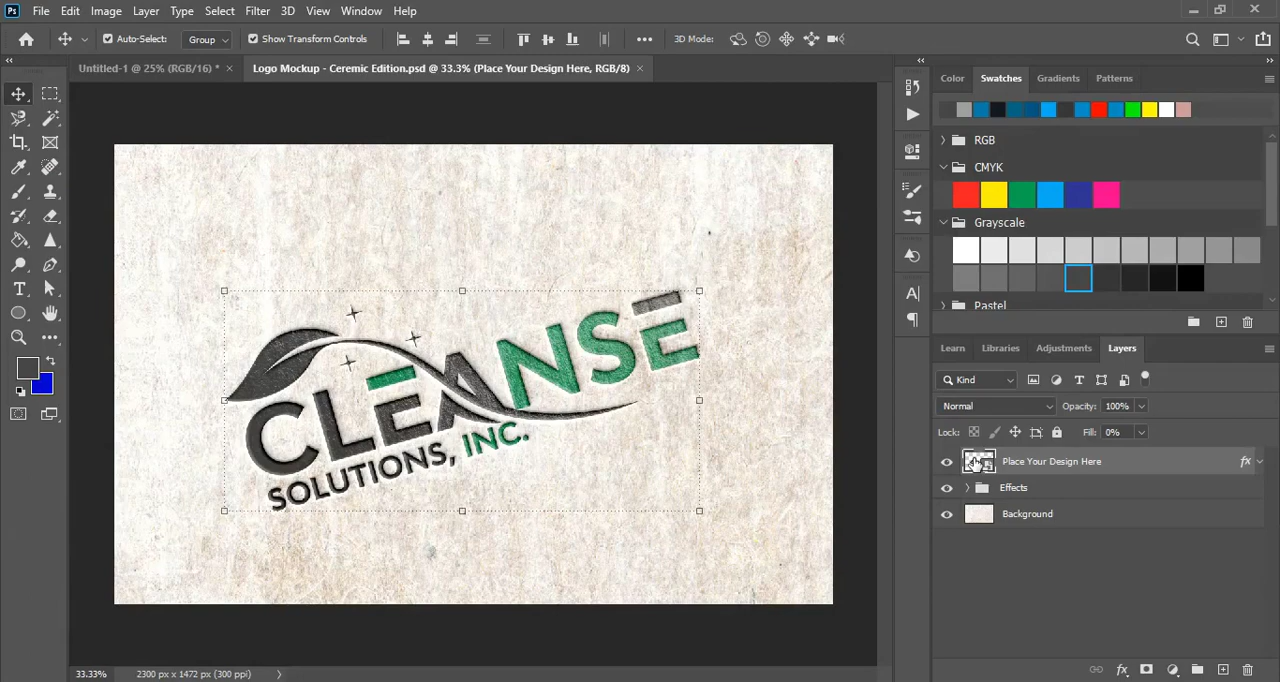 Ps File Edit Image Layer Type Select Filter 3D View Window Help
Auto-Select: Group Show Transform Controls 3D Mode:
Untitled-1 @ 25% (RGB/16) * × Logo Mockup - Ceremic Edition.psd @ 33.3% (Place Your Design Here, RGB/8) ×
Color Swatches Gradients Patterns
RGB
CMYK
Grayscale
Pastel
CLEANSE
SOLUTIONS, INC.
Learn Libraries Adjustments Layers
Kind
Normal Opacity: 100%
Lock: Fill: 0%
Place Your Design Here fx
Effects
Background
33.33% 2300 px x 1472 px (300 ppi)
fx